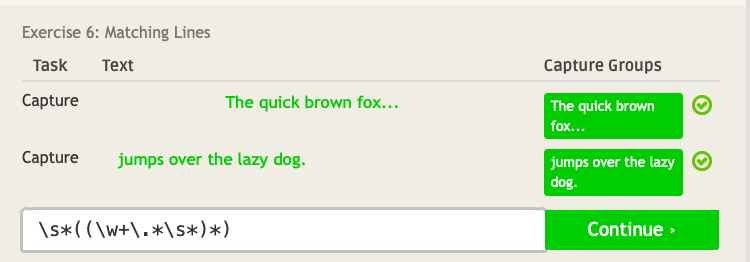 Exercise 6: Matching Lines
Task Text Capture Groups
Capture The quick brown fox... The quick brown
fox...
Capture jumps over the lazy dog. jumps over the lazy
dog.
\s*((\w+\.*\s*)*) Continue ›